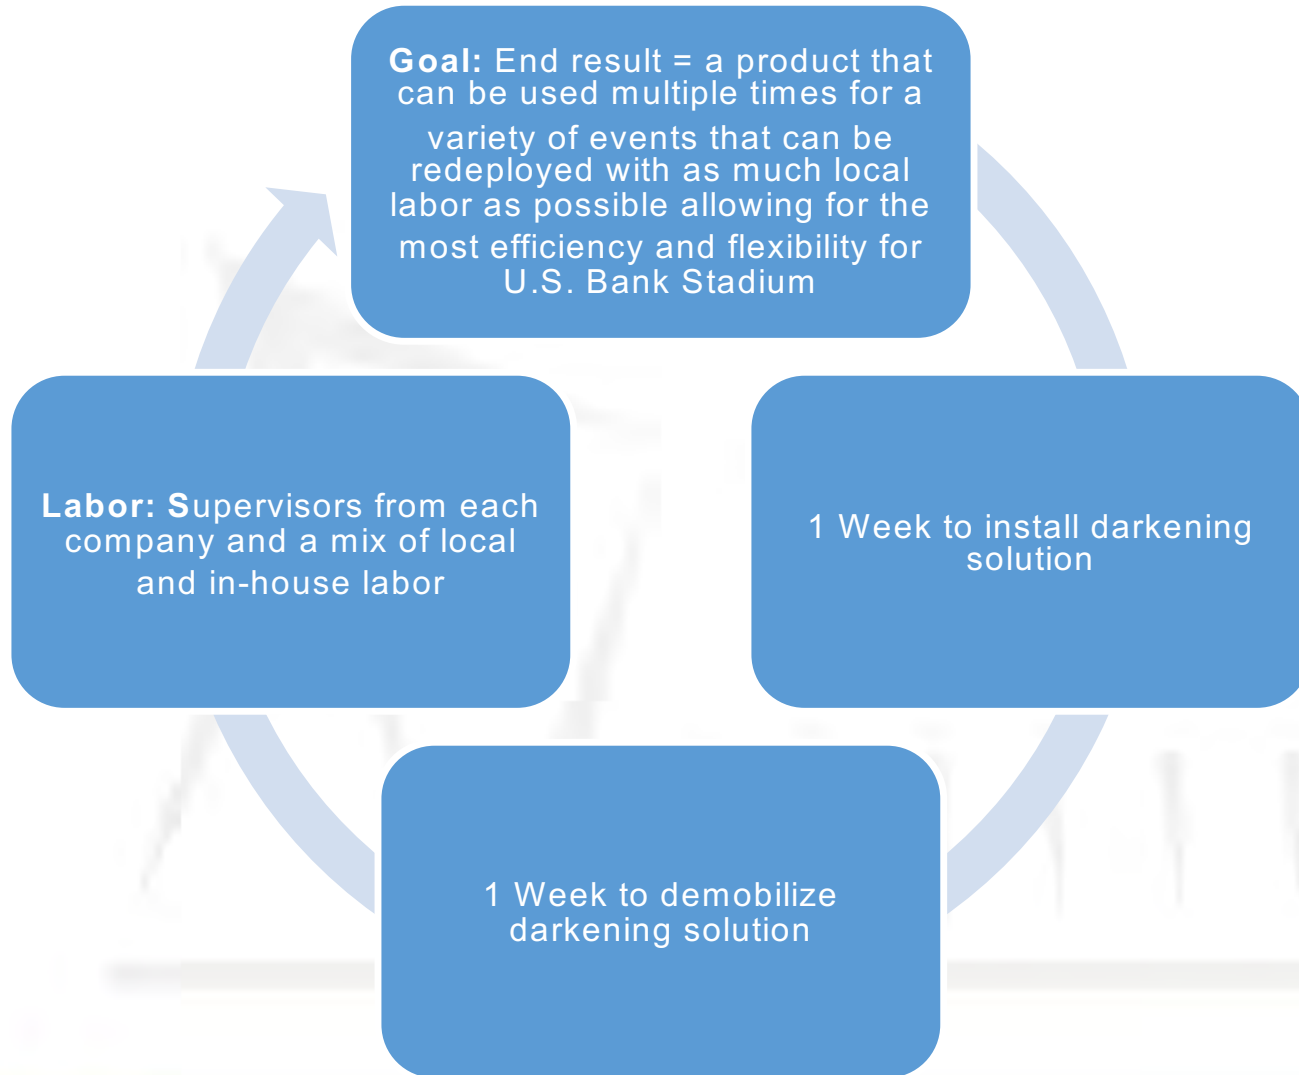 Goal: End result = a product that
can be used multiple times for a
variety of events that can be
redeployed with as much local
labor as possible allowing for the
most efficiency and flexibility for
U.S. Bank Stadium
1 Week to install darkening
solution
1 Week to demobilize
darkening solution
Labor: Supervisors from each
company and a mix of local
and in-house labor